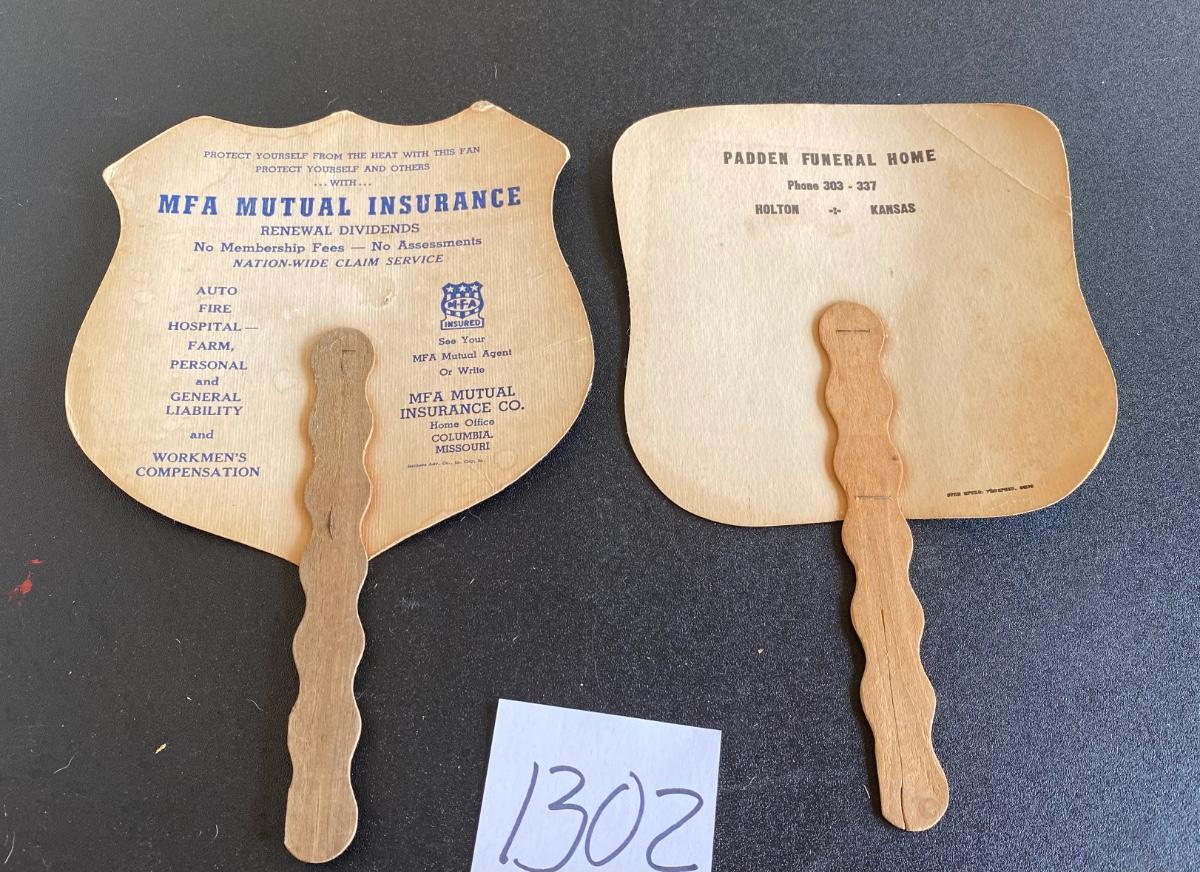 PROTECT YOURSELF FROM THE HEAT WITH THIS FAN
PROTECT YOURSELF AND OTHERS
... WITH ...
MFA MUTUAL INSURANCE
RENEWAL DIVIDENDS
No Membership Fees — No Assessments
NATION-WIDE CLAIM SERVICE
AUTO
FIRE
HOSPITAL —
FARM,
PERSONAL
and
GENERAL
LIABILITY
and
WORKMEN'S
COMPENSATION
MFA
INSURED
See Your
MFA Mutual Agent
Or Write
MFA MUTUAL
INSURANCE CO.
Home Office
COLUMBIA,
MISSOURI
PADDEN FUNERAL HOME
Phone 303 - 337
HOLTON -:- KANSAS
1302